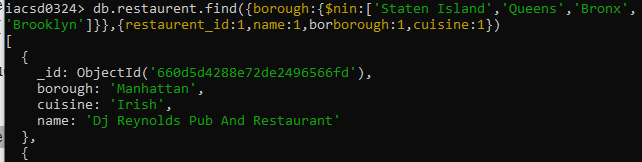 iacsd0324> db.restaurent.find({borough:{$nin:['Staten Island','Queens','Bronx',
'Brooklyn']}},{restaurent_id:1,name:1,borborough:1,cuisine:1})
[
  {
    _id: ObjectId('660d5d4288e72de2496566fd'),
    borough: 'Manhattan',
    cuisine: 'Irish',
    name: 'Dj Reynolds Pub And Restaurant'
  },
  {